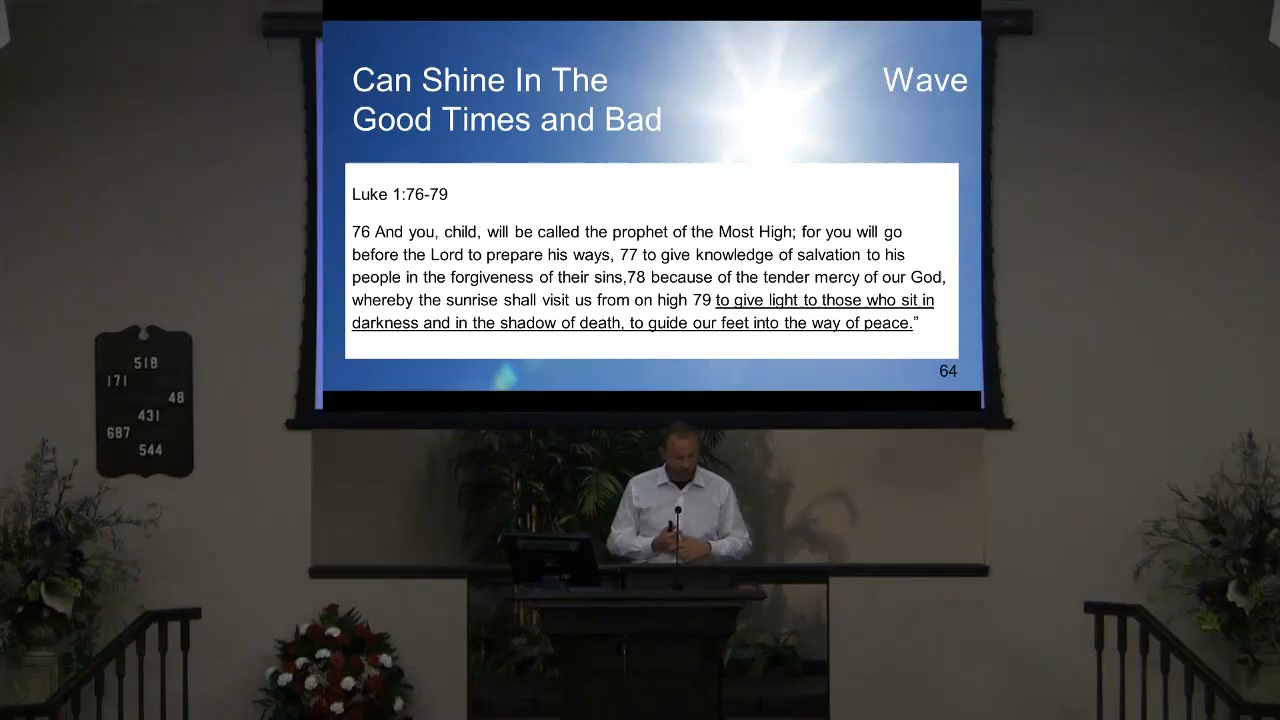 Can Shine In The
Wave
Good Times and Bad
Luke 1:76-79
76 And you, child, will be called the prophet of the Most High; for you will go
before the Lord to prepare his ways, 77 to give knowledge of salvation to his
people in the forgiveness of their sins,78 because of the tender mercy of our God,
whereby the sunrise shall visit us from on high 79 to give light to those who sit in
darkness and in the shadow of death, to guide our feet into the way of peace.”
64
518
171
48
431
687
544